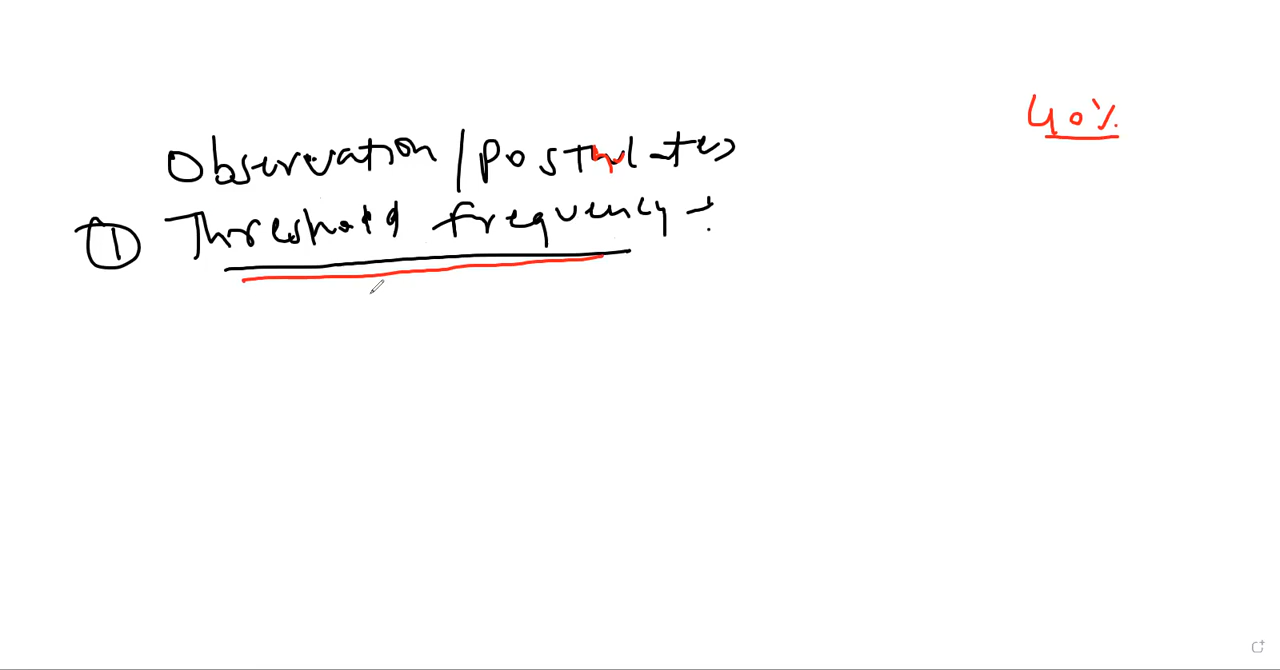 40%
Observation/Postulates
① Threshold frequency :-